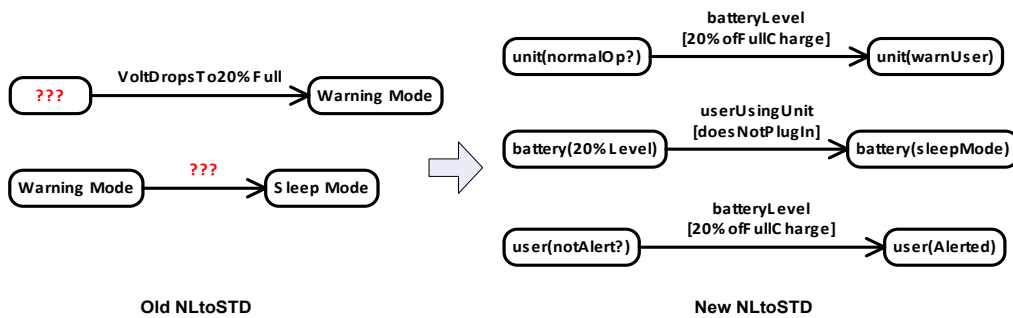 VoltDropsTo20%Full
???
Warning Mode
???
Warning Mode
Sleep Mode
Old NLtoSTD
batteryLevel
[20%ofFullCharge]
unit(normalOp?)
unit(warnUser)
userUsingUnit
[doesNotPlugIn]
battery(20%Level)
battery(sleepMode)
batteryLevel
[20%ofFullCharge]
user(notAlert?)
user(Alerted)
New NLtoSTD